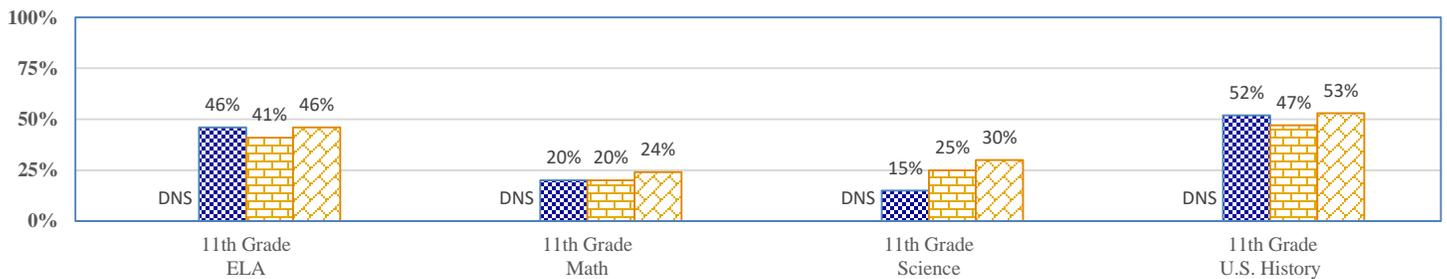 100%
75%
50%
25%
0%
DNS 46% 41% 46%
DNS 20% 20% 24%
DNS 15% 25% 30%
DNS 52% 47% 53%
11th Grade
ELA
11th Grade
Math
11th Grade
Science
11th Grade
U.S. History